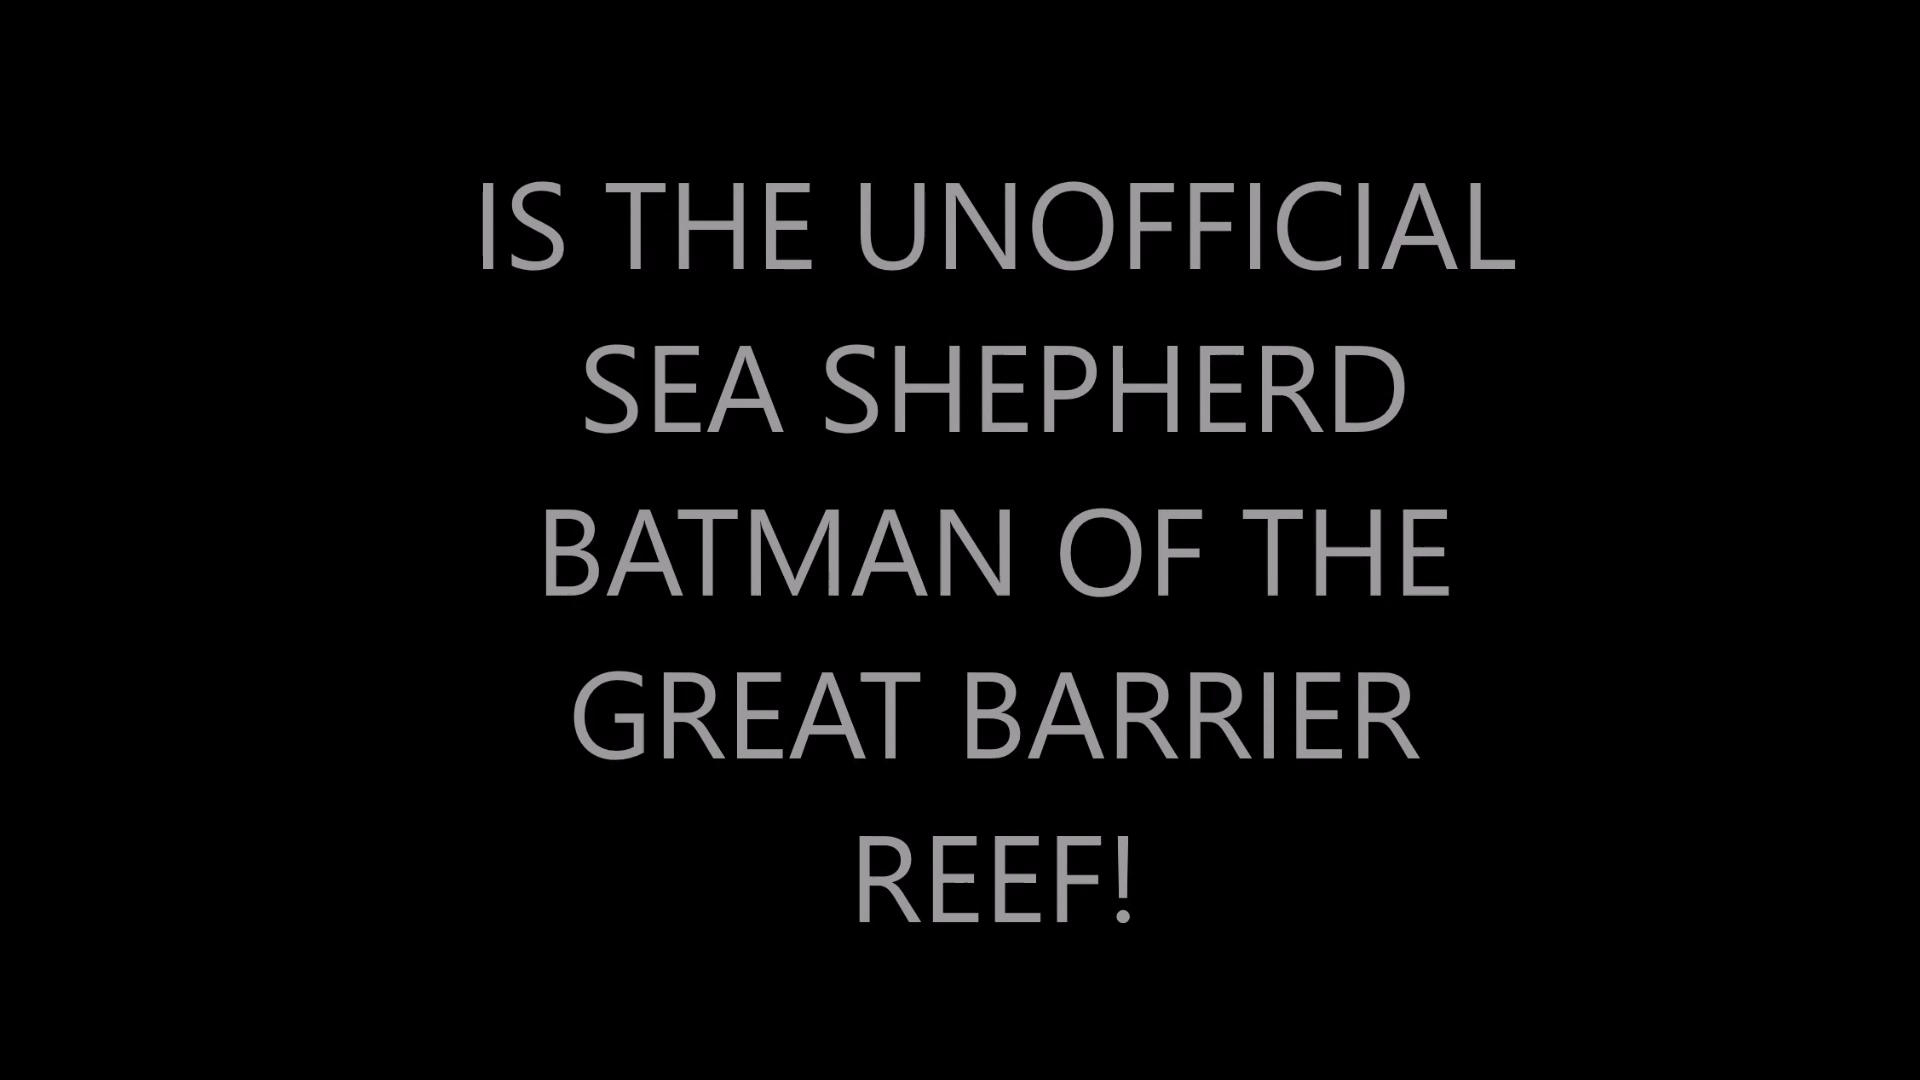 IS THE UNOFFICIAL
SEA SHEPHERD
BATMAN OF THE
GREAT BARRIER
REEF!